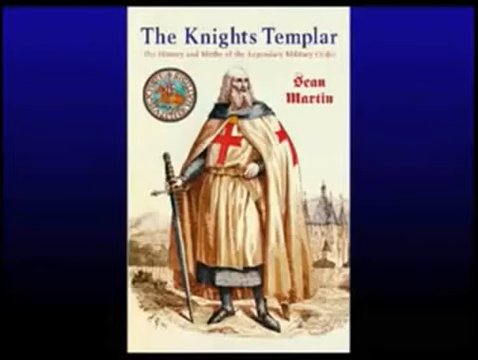 The Knights Templar
The History and Myths of the Legendary Military Order
Sean
Martin